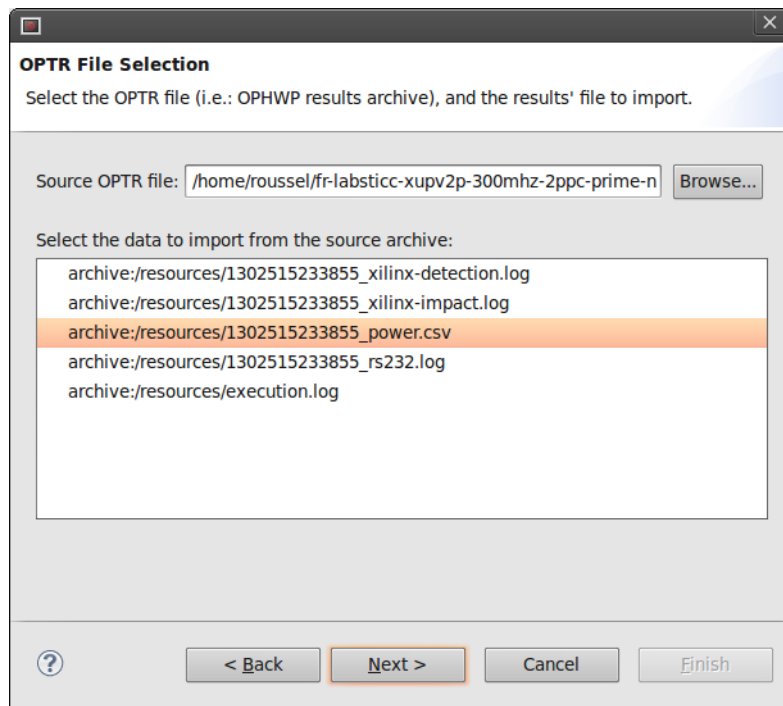 OPTR File Selection
Select the OPTR file (i.e.: OPHWP results archive), and the results' file to import.
Source OPTR file: /home/roussel/fr-labsticc-xupv2p-300mhz-2ppc-prime-n Browse...
Select the data to import from the source archive:
archive:/resources/1302515233855_xilinx-detection.log
archive:/resources/1302515233855_xilinx-impact.log
archive:/resources/1302515233855_power.csv
archive:/resources/1302515233855_rs232.log
archive:/resources/execution.log
? < Back Next > Cancel Finish